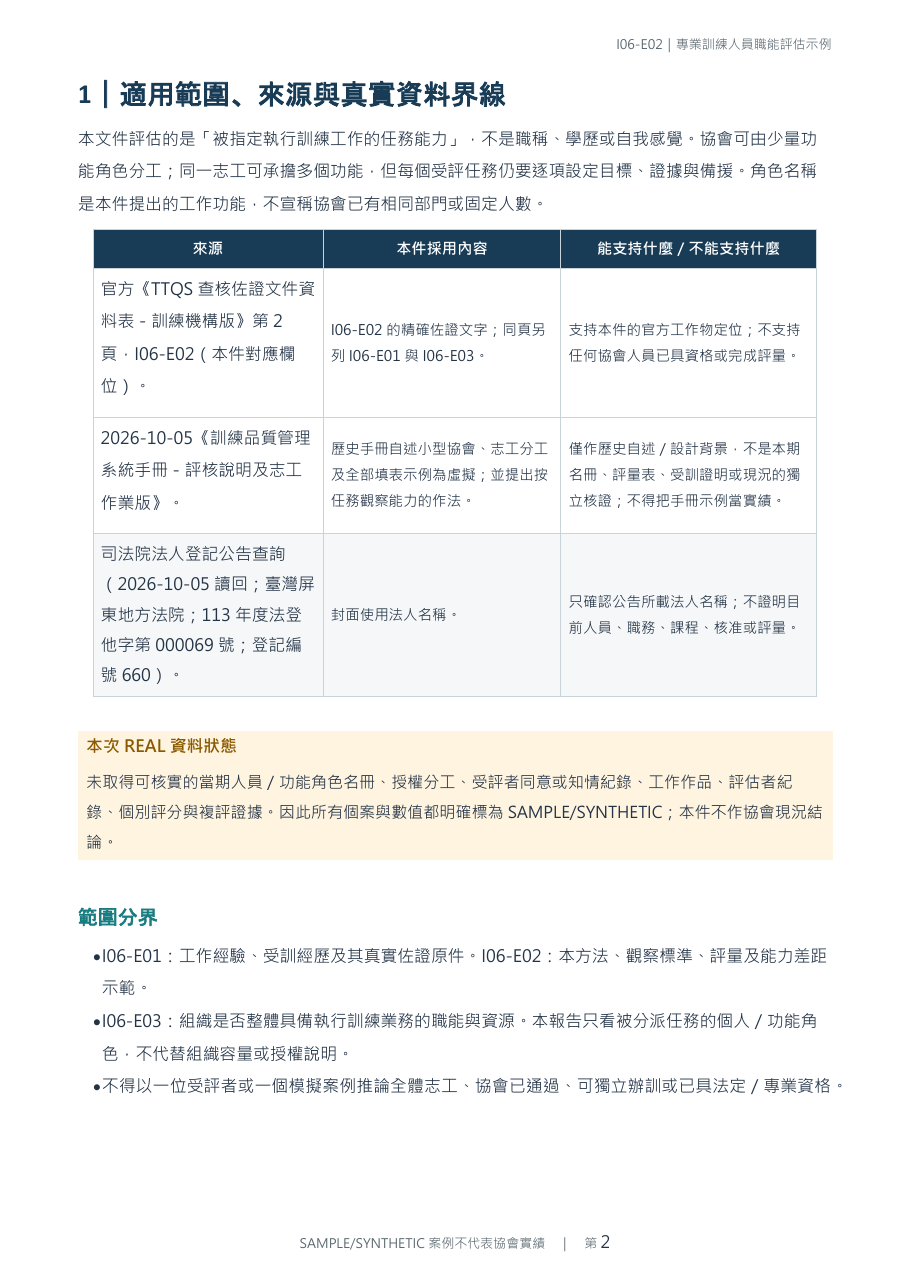 I06-E02｜專業訓練人員職能評估示例
1｜適用範圍、來源與真實資料界線
本文件評估的是「被指定執行訓練工作的任務能力」，不是職稱、學歷或自我感覺。協會可由少量功
能角色分工；同一志工可承擔多個功能，但每個受評任務仍要逐項設定目標、證據與備援。角色名稱
是本件提出的工作功能，不宣稱協會已有相同部門或固定人數。
來源
本件採用內容
能支持什麼 / 不能支持什麼
官方《TTQS 查核佐證文件資
料表－訓練機構版》第 2
頁，I06-E02（本件對應欄
位）。
I06-E02 的精確佐證文字；同頁另
列 I06-E01 與 I06-E03。
支持本件的官方工作物定位；不支持
任何協會人員已具資格或完成評量。
2026-10-05《訓練品質管理
系統手冊－評核說明及志工
作業版》。
歷史手冊自述小型協會、志工分工
及全部填表示例為虛擬；並提出按
任務觀察能力的作法。
僅作歷史自述 / 設計背景，不是本期
名冊、評量表、受訓證明或現況的獨
立核證；不得把手冊示例當實績。
司法院法人登記公告查詢
（2026-10-05 讀回；臺灣屏
東地方法院；113 年度法登
他字第 000069 號；登記編
號 660）。
封面使用法人名稱。
只確認公告所載法人名稱；不證明目
前人員、職務、課程、核准或評量。
本次 REAL 資料狀態
未取得可核實的當期人員 / 功能角色名冊、授權分工、受評者同意或知情紀錄、工作作品、評估者紀
錄、個別評分與複評證據。因此所有個案與數值都明確標為 SAMPLE/SYNTHETIC；本件不作協會現況結
論。
範圍分界
•I06-E01：工作經驗、受訓經歷及其真實佐證原件。I06-E02：本方法、觀察標準、評量及能力差距
示範。
•I06-E03：組織是否整體具備執行訓練業務的職能與資源。本報告只看被分派任務的個人 / 功能角
色，不代替組織容量或授權說明。
•不得以一位受評者或一個模擬案例推論全體志工、協會已通過、可獨立辦訓或已具法定 / 專業資格。
SAMPLE/SYNTHETIC 案例不代表協會實績 | 第 2